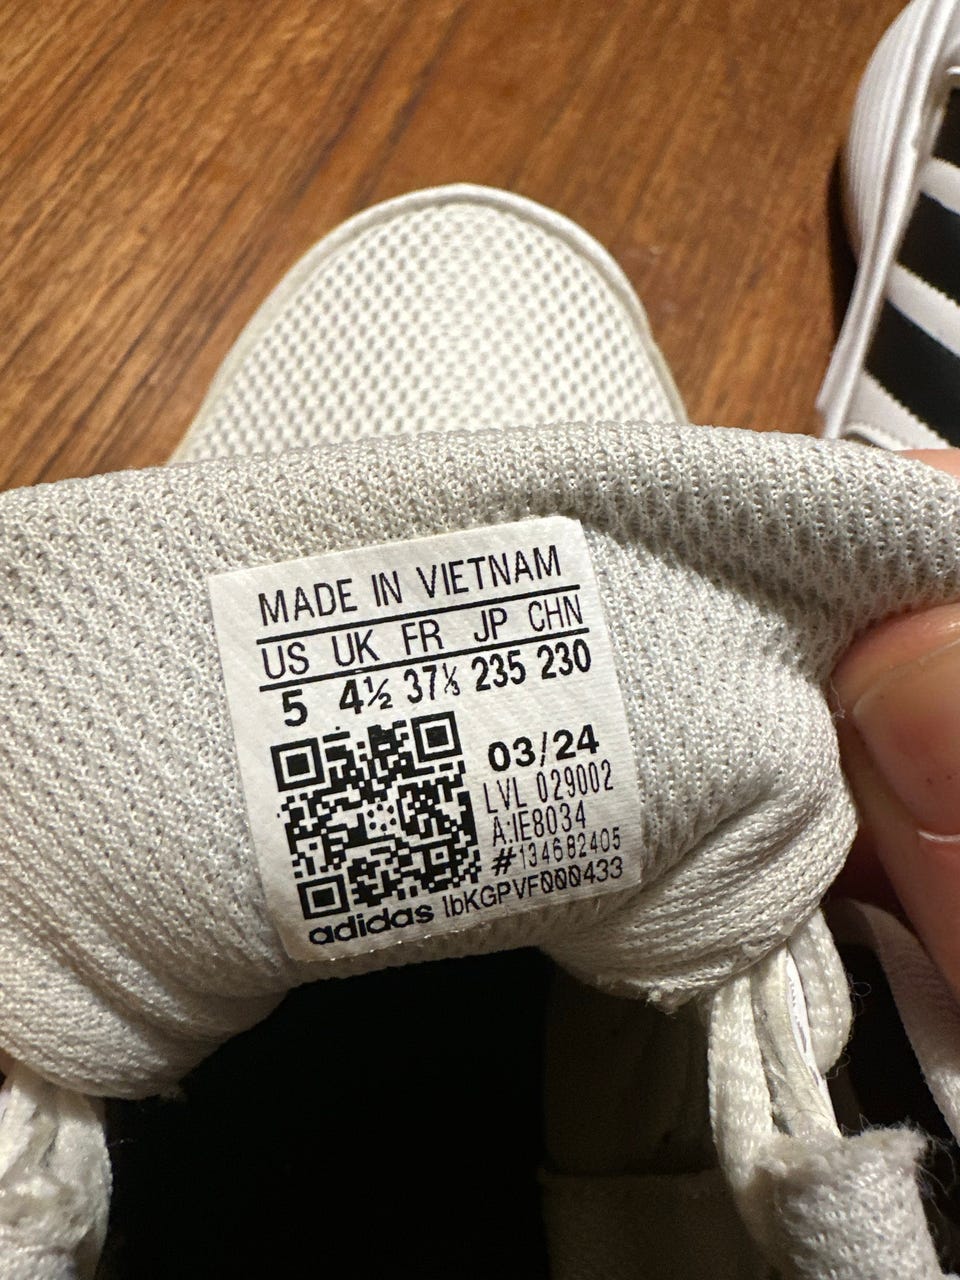 MADE IN VIETNAM
US UK FR JP CHN
5 4½ 37⅓ 235 230
03/24
LVL 029002
A:IE8034
#134682405
adidas lbKGPVF000433